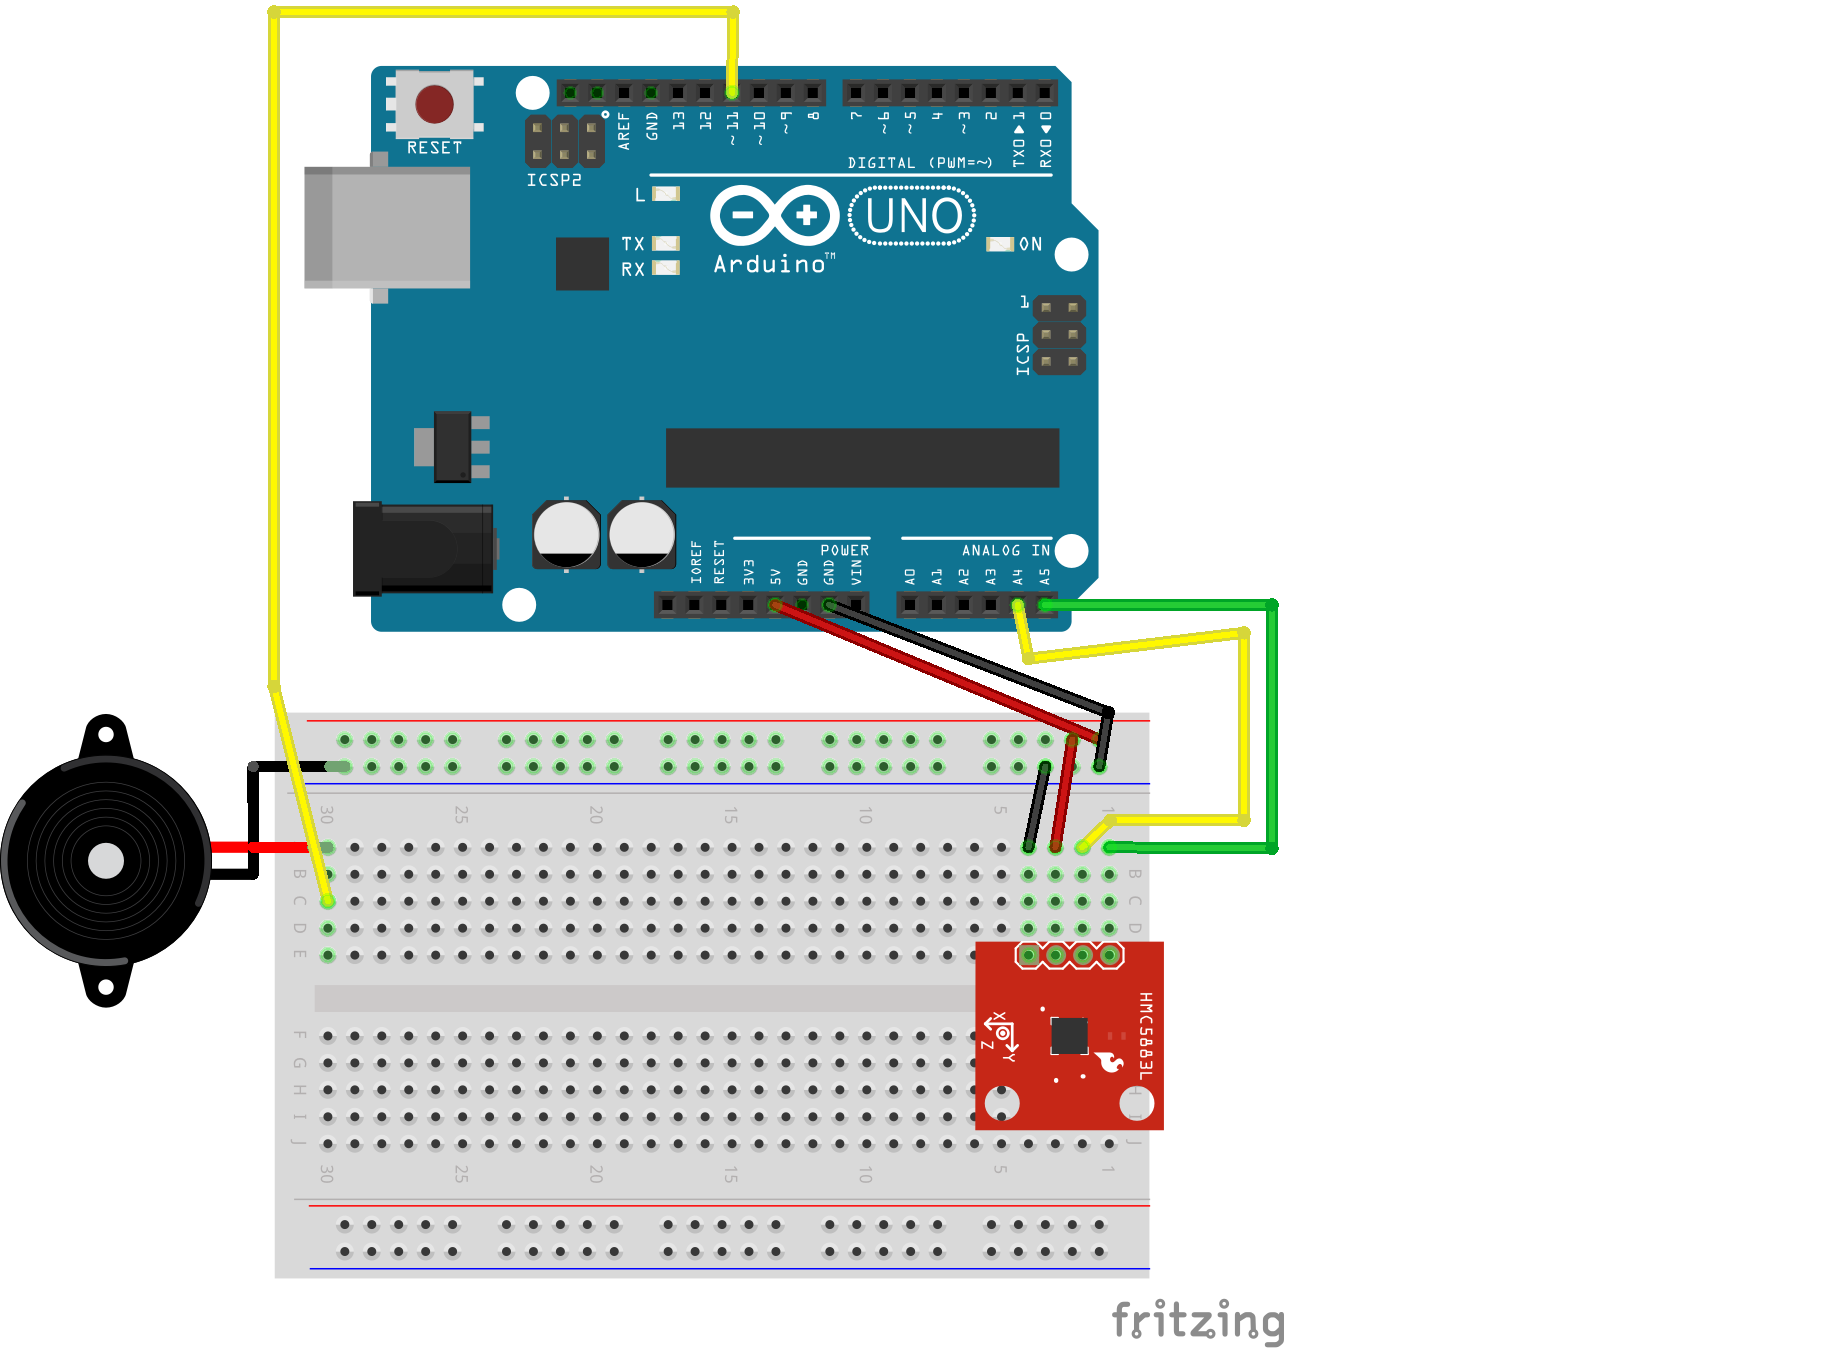 RESET
ICSP2
AREF
GND
13
12
~11
~10
~9
8
7
~6
~5
4
~3
2
TX0▶1
RX0◀0
DIGITAL (PWM=~)
L
TX
RX
Arduino™
UNO
ON
1
ICSP
IOREF
RESET
3V3
5V
GND
GND
VIN
POWER
ANALOG IN
A0
A1
A2
A3
A4
A5
30
25
20
15
10
5
1
B
C
D
E
B
C
D
HMC5883L
X
Y
Z
F
G
H
I
J
H
I
J
30
25
20
15
10
5
1
fritzing